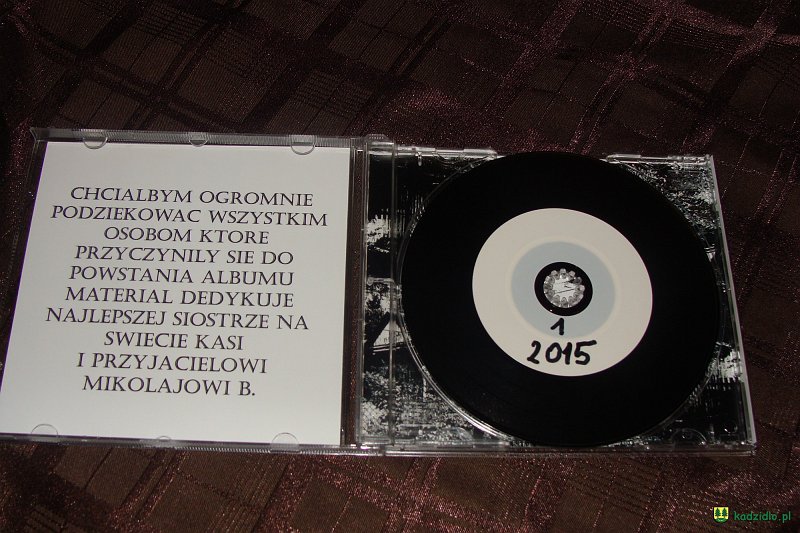 CHCIALBYM OGROMNIE
PODZIEKOWAC WSZYSTKIM
OSOBOM KTORE
PRZYCZYNILY SIE DO
POWSTANIA ALBUMU
MATERIAL DEDYKUJE
NAJLEPSZEJ SIOSTRZE NA
SWIECIE KASI
I PRZYJACIELOWI
MIKOLAJOWI B.
1
2015
kadzidlo.pl